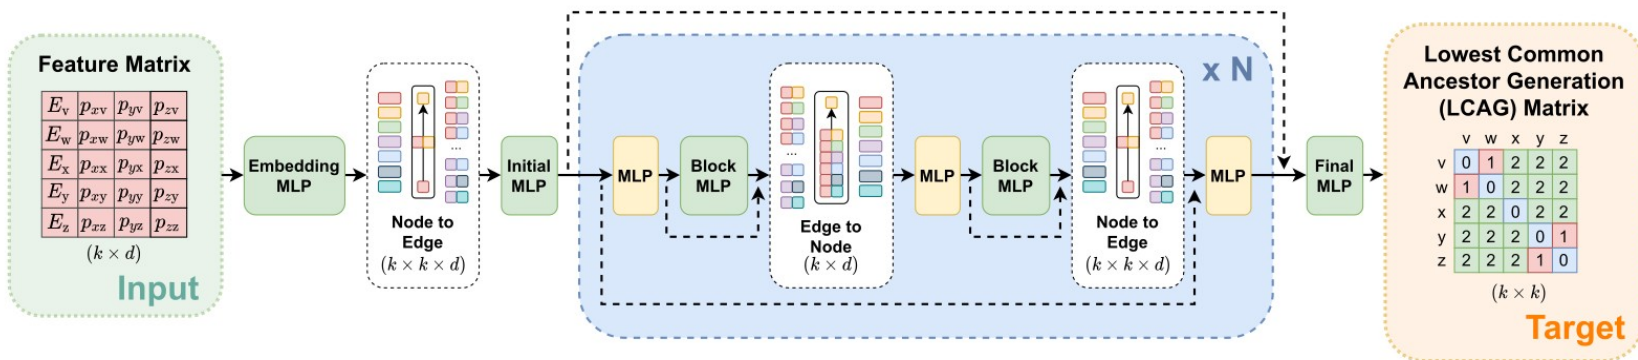 Feature Matrix
E_v p_xv p_yv p_zv
E_w p_xw p_yw p_zw
E_x p_xx p_yx p_zx
E_y p_xy p_yy p_zy
E_z p_xz p_yz p_zz
(k × d)
Input
Embedding
MLP
...
Node to
Edge
(k × k × d)
Initial
MLP
x N
MLP
Block
MLP
...
Edge to
Node
(k × d)
MLP
Block
MLP
...
Node to
Edge
(k × k × d)
MLP
Final
MLP
Lowest Common
Ancestor Generation
(LCAG) Matrix
v w x y z
v 0 1 2 2 2
w 1 0 2 2 2
x 2 2 0 2 2
y 2 2 2 0 1
z 2 2 2 1 0
(k × k)
Target